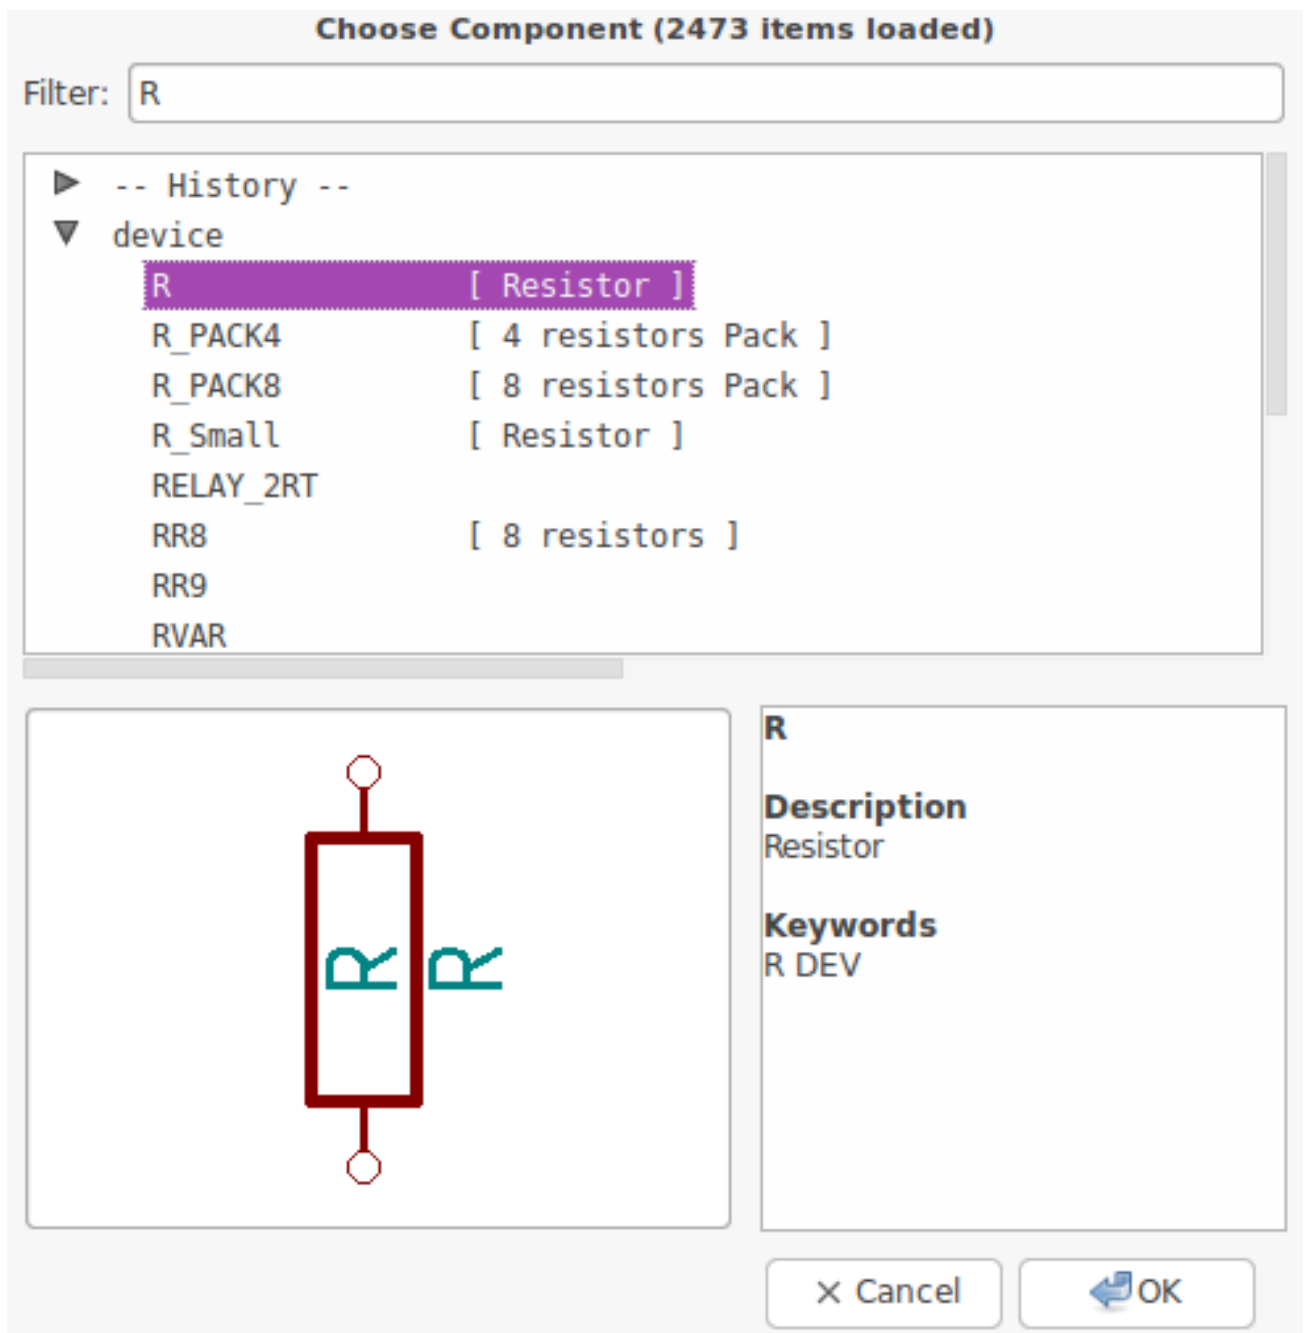 Choose Component (2473 items loaded)
Filter: R
-- History --
device
R [ Resistor ]
R_PACK4 [ 4 resistors Pack ]
R_PACK8 [ 8 resistors Pack ]
R_Small [ Resistor ]
RELAY_2RT
RR8 [ 8 resistors ]
RR9
RVAR
R R
R
Description
Resistor
Keywords
R DEV
Cancel OK